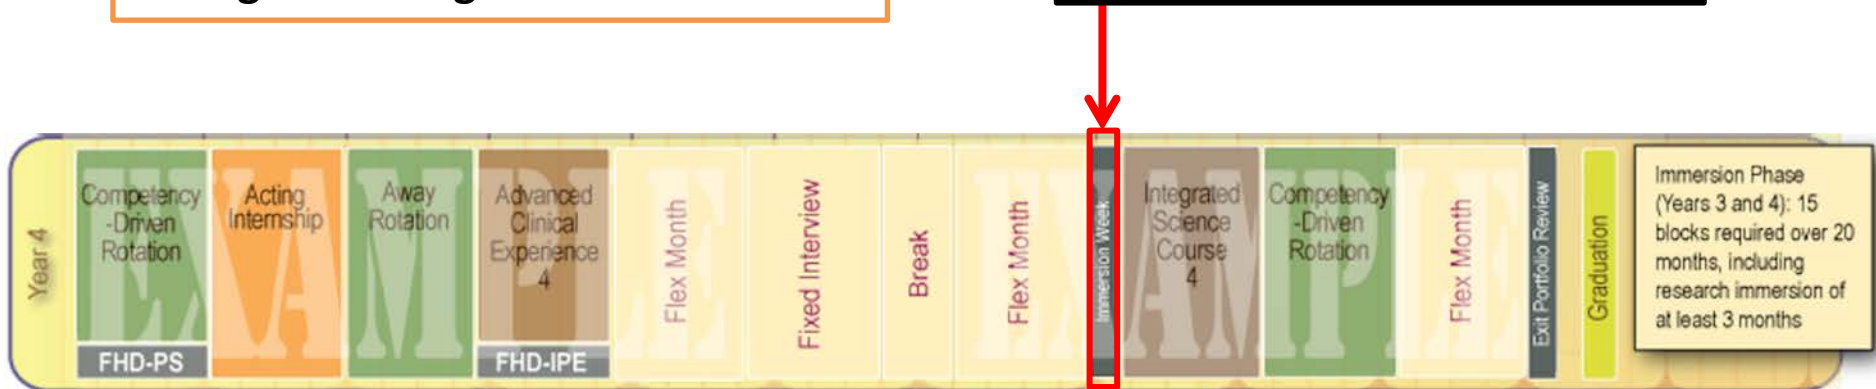 Year 4
Competency
-Driven
Rotation
FHD-PS
Acting
Internship
Away
Rotation
Advanced
Clinical
Experience
4
FHD-IPE
Flex Month
Fixed Interview
Break
Flex Month
Immersion Week
Integrated
Science
Course
4
Competency
-Driven
Rotation
Flex Month
Exit Portfolio Review
Graduation
Immersion Phase
(Years 3 and 4): 15
blocks required over 20
months, including
research immersion of
at least 3 months
EXAMPLE
EXAMPLE